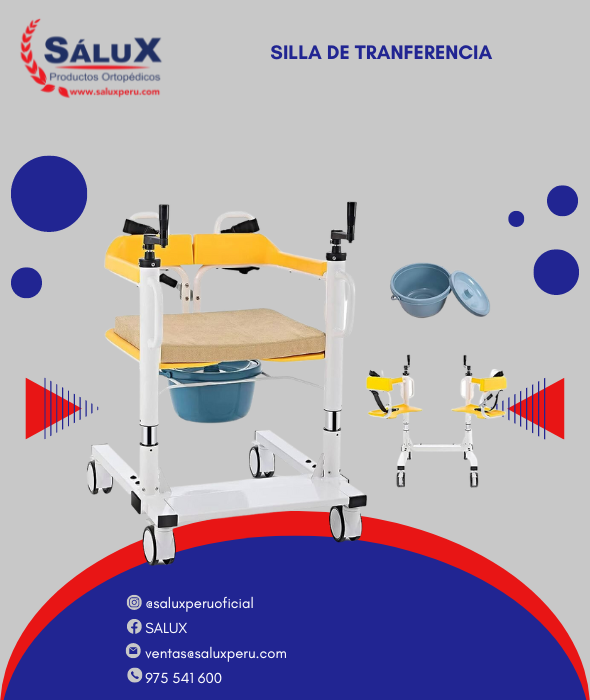 SÁLUX
Productos Ortopédicos
www.saluxperu.com
SILLA DE TRANFERENCIA
@saluxperuoficial
SALUX
ventas@saluxperu.com
975 541 600